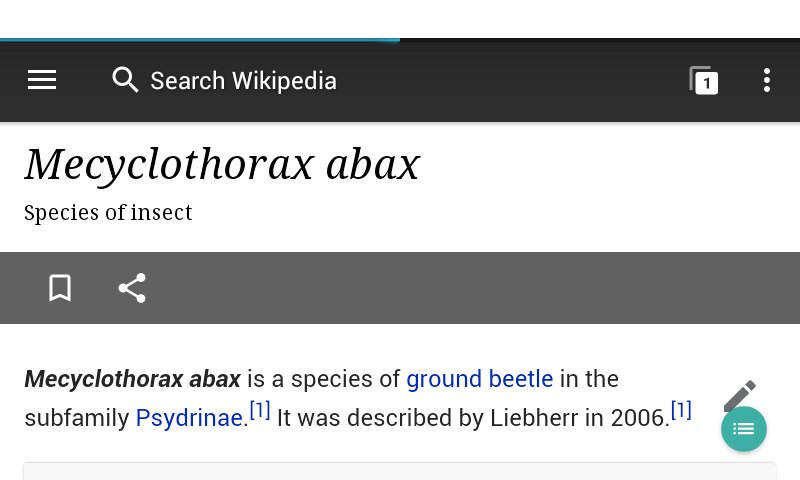 Search Wikipedia
1
Mecyclothorax abax
Species of insect
Mecyclothorax abax is a species of ground beetle in the
subfamily Psydrinae.[1] It was described by Liebherr in 2006.[1]